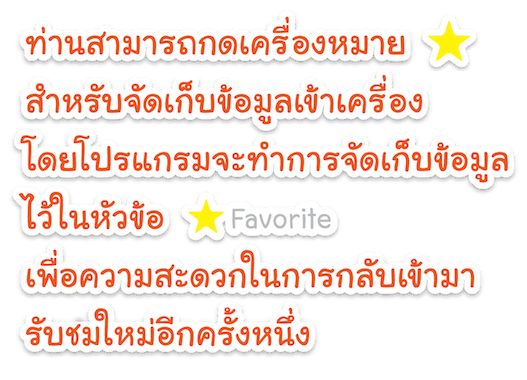 ท่านสามารถกดเครื่องหมาย
สำหรับจัดเก็บข้อมูลเข้าเครื่อง
โดยโปรแกรมจะทำการจัดเก็บข้อมูล
ไว้ในหัวข้อ Favorite
เพื่อความสะดวกในการกลับเข้ามา
รับชมใหม่อีกครั้งหนึ่ง